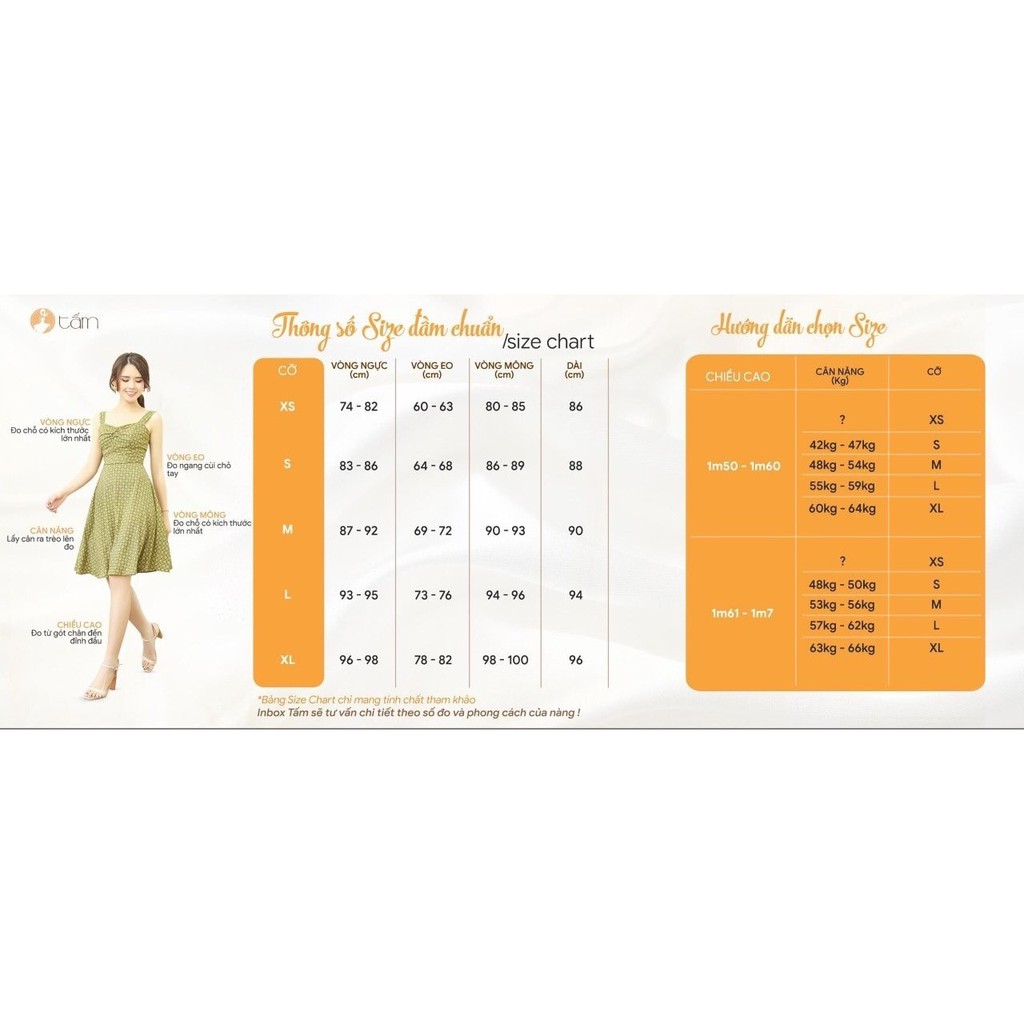 tấm
VÒNG NGỰC
Đo chỗ có kích thước
lớn nhất
VÒNG EO
Đo ngang cùi chỏ
tay
VÒNG MÔNG
Đo chỗ có kích thước
lớn nhất
CÂN NẶNG
Lấy cân ra trèo lên
đo
CHIỀU CAO
Đo từ gót chân đến
đỉnh đầu
Thông số Size đầm chuẩn
/size chart
CỠ VÒNG NGỰC (cm) VÒNG EO (cm) VÒNG MÔNG (cm) DÀI (cm)
XS 74 - 82 60 - 63 80 - 85 86
S 83 - 86 64 - 68 86 - 89 88
M 87 - 92 69 - 72 90 - 93 90
L 93 - 95 73 - 76 94 - 96 94
XL 96 - 98 78 - 82 98 - 100 96
*Bảng Size Chart chỉ mang tính chất tham khảo
Inbox Tấm sẽ tư vấn chi tiết theo số đo và phong cách của nàng !
Hướng dẫn chọn Size
CHIỀU CAO CÂN NẶNG (Kg) CỠ
1m50 - 1m60
? XS
42kg - 47kg S
48kg - 54kg M
55kg - 59kg L
60kg - 64kg XL
1m61 - 1m7
? XS
48kg - 50kg S
53kg - 56kg M
57kg - 62kg L
63kg - 66kg XL